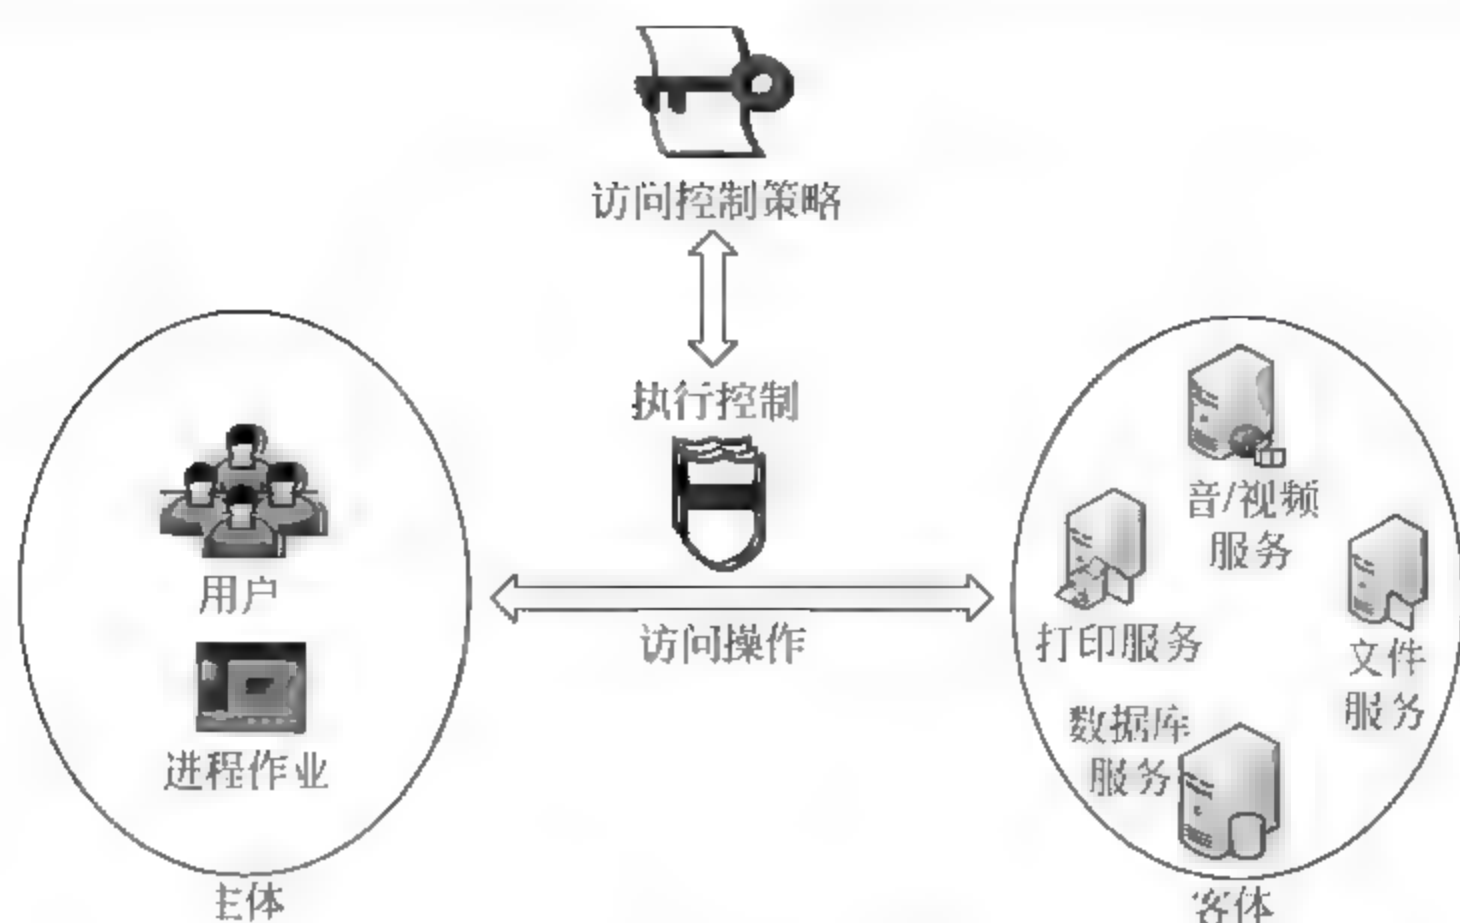 访问控制策略
执行控制
访问操作
用户
进程作业
主体
音/视频
服务
打印服务
文件
服务
数据库
服务
客体